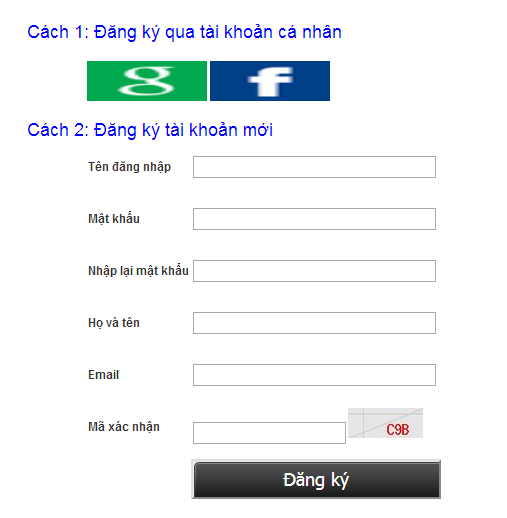 Cách 1: Đăng ký qua tài khoản cá nhân
g f
Cách 2: Đăng ký tài khoản mới
Tên đăng nhập
Mật khẩu
Nhập lại mật khẩu
Họ và tên
Email
Mã xác nhận
C9B
Đăng ký